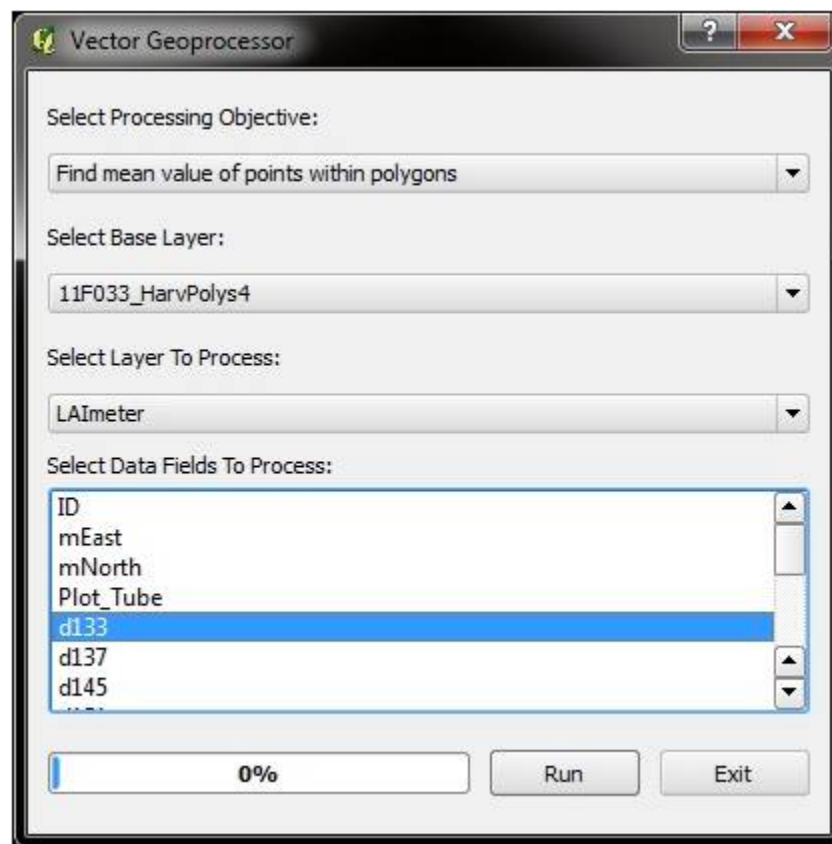 Vector Geoprocessor
?
X
Select Processing Objective:
Find mean value of points within polygons
Select Base Layer:
11F033_HarvPolys4
Select Layer To Process:
LAImeter
Select Data Fields To Process:
ID
mEast
mNorth
Plot_Tube
d133
d137
d145
0%
Run
Exit